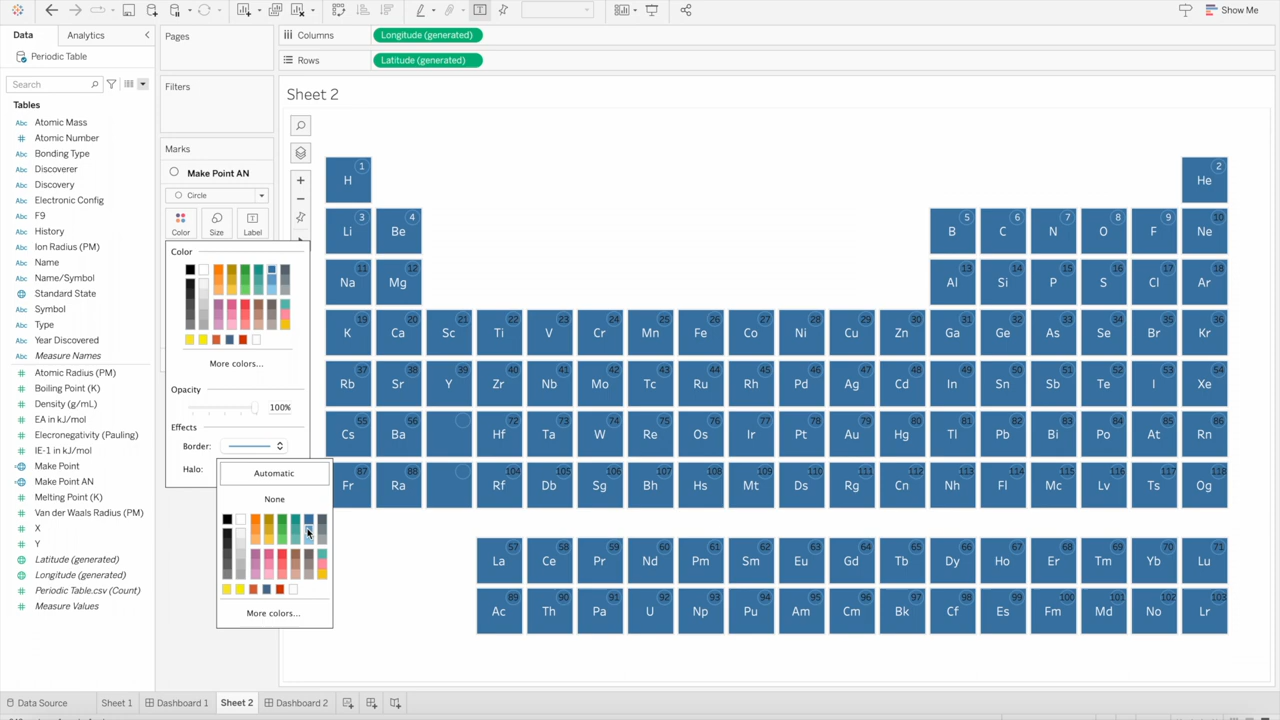 Show Me
Data
Analytics
Periodic Table
Search
Tables
Atomic Mass
Atomic Number
Bonding Type
Discoverer
Discovery
Electronic Config
F9
History
Ion Radius (PM)
Name
Name/Symbol
Standard State
Symbol
Type
Year Discovered
Measure Names
Atomic Radius (PM)
Boiling Point (K)
Density (g/mL)
EA in kJ/mol
Elecronegativity (Pauling)
IE-1 in kJ/mol
Make Point
Make Point AN
Melting Point (K)
Van der Waals Radius (PM)
X
Y
Latitude (generated)
Longitude (generated)
Periodic Table.csv (Count)
Measure Values
Pages
Filters
Marks
Make Point AN
Circle
Color Size Label
Color
More colors...
Opacity
100%
Effects
Border:
Halo:
Automatic
None
More colors...
Columns Longitude (generated)
Rows Latitude (generated)
Sheet 2
1 2
H He
3 4 5 6 7 8 9 10
Li Be B C N O F Ne
11 12 13 14 15 16 17 18
Na Mg Al Si P S Cl Ar
19 20 21 22 23 24 25 26 27 28 29 30 31 32 33 34 35 36
K Ca Sc Ti V Cr Mn Fe Co Ni Cu Zn Ga Ge As Se Br Kr
37 38 39 40 41 42 43 44 45 46 47 48 49 50 51 52 53 54
Rb Sr Y Zr Nb Mo Tc Ru Rh Pd Ag Cd In Sn Sb Te I Xe
55 56 72 73 74 75 76 77 78 79 80 81 82 83 84 85 86
Cs Ba Hf Ta W Re Os Ir Pt Au Hg Tl Pb Bi Po At Rn
87 88 104 105 106 107 108 109 110 111 112 113 114 115 116 117 118
Fr Ra Rf Db Sg Bh Hs Mt Ds Rg Cn Nh Fl Mc Lv Ts Og
57 58 59 60 61 62 63 64 65 66 67 68 69 70 71
La Ce Pr Nd Pm Sm Eu Gd Tb Dy Ho Er Tm Yb Lu
89 90 91 92 93 94 95 96 97 98 99 100 101 102 103
Ac Th Pa U Np Pu Am Cm Bk Cf Es Fm Md No Lr
Data Source
Sheet 1
Dashboard 1
Sheet 2
Dashboard 2